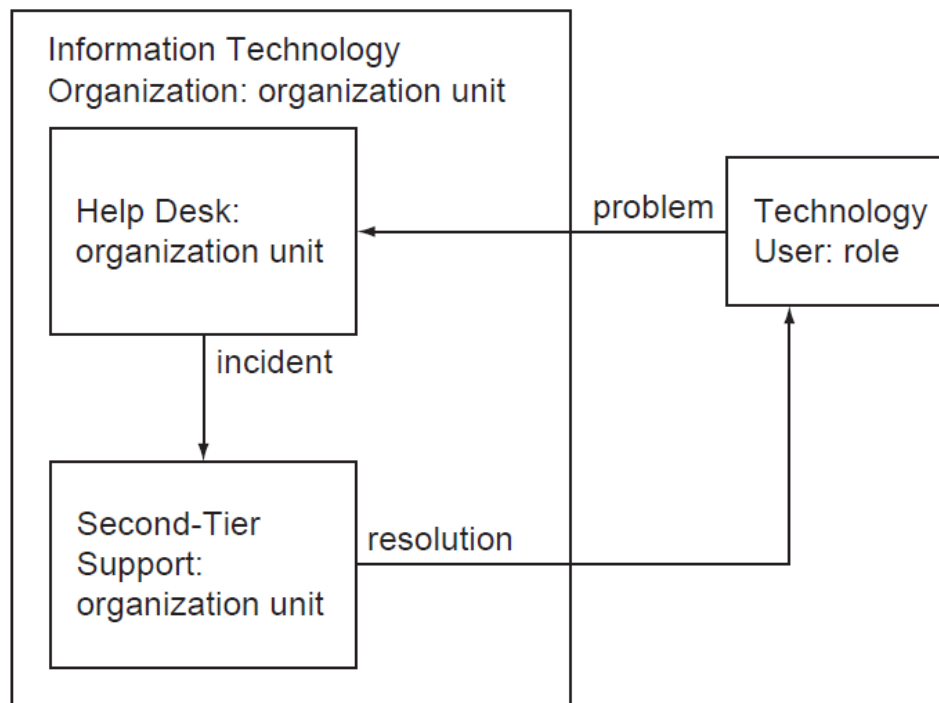 Information Technology
Organization: organization unit
Help Desk:
organization unit
problem
Technology
User: role
incident
Second-Tier
Support:
organization unit
resolution